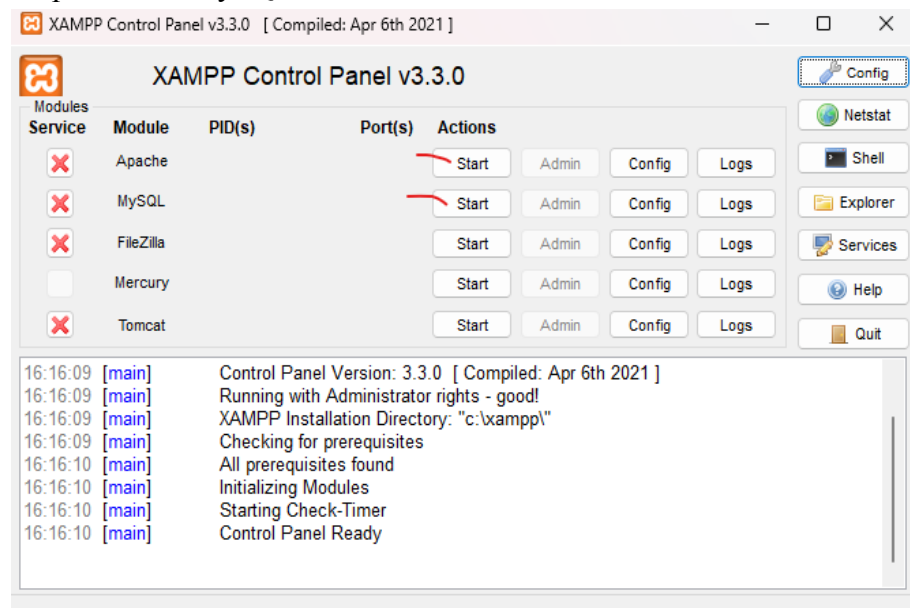 XAMPP Control Panel v3.3.0 [ Compiled: Apr 6th 2021 ]
XAMPP Control Panel v3.3.0
Config
Modules
Service Module PID(s) Port(s) Actions
Netstat
Apache Start Admin Config Logs
Shell
MySQL Start Admin Config Logs
Explorer
FileZilla Start Admin Config Logs
Services
Mercury Start Admin Config Logs
Help
Tomcat Start Admin Config Logs
Quit
16:16:09 [main] Control Panel Version: 3.3.0 [ Compiled: Apr 6th 2021 ]
16:16:09 [main] Running with Administrator rights - good!
16:16:09 [main] XAMPP Installation Directory: "c:\xampp\"
16:16:09 [main] Checking for prerequisites
16:16:10 [main] All prerequisites found
16:16:10 [main] Initializing Modules
16:16:10 [main] Starting Check-Timer
16:16:10 [main] Control Panel Ready